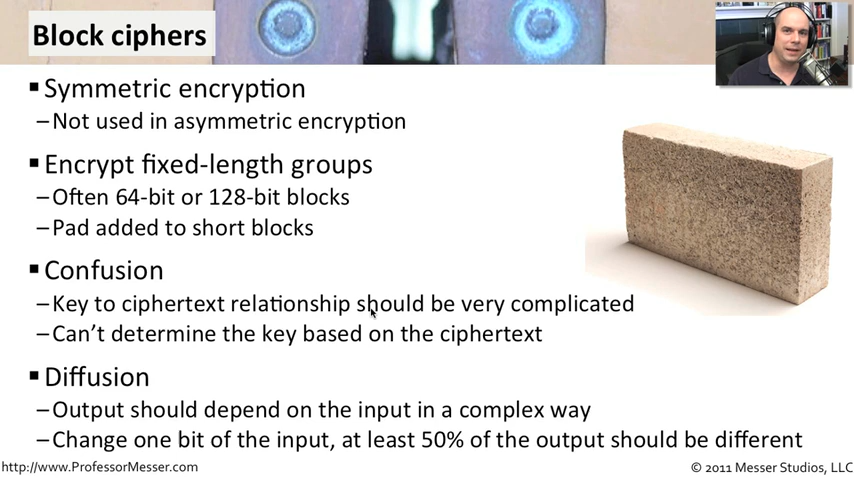 Block ciphers
▪ Symmetric encryption
– Not used in asymmetric encryption
▪ Encrypt fixed-length groups
– Often 64-bit or 128-bit blocks
– Pad added to short blocks
▪ Confusion
– Key to ciphertext relationship should be very complicated
– Can't determine the key based on the ciphertext
▪ Diffusion
– Output should depend on the input in a complex way
– Change one bit of the input, at least 50% of the output should be different
http://www.ProfessorMesser.com
© 2011 Messer Studios, LLC